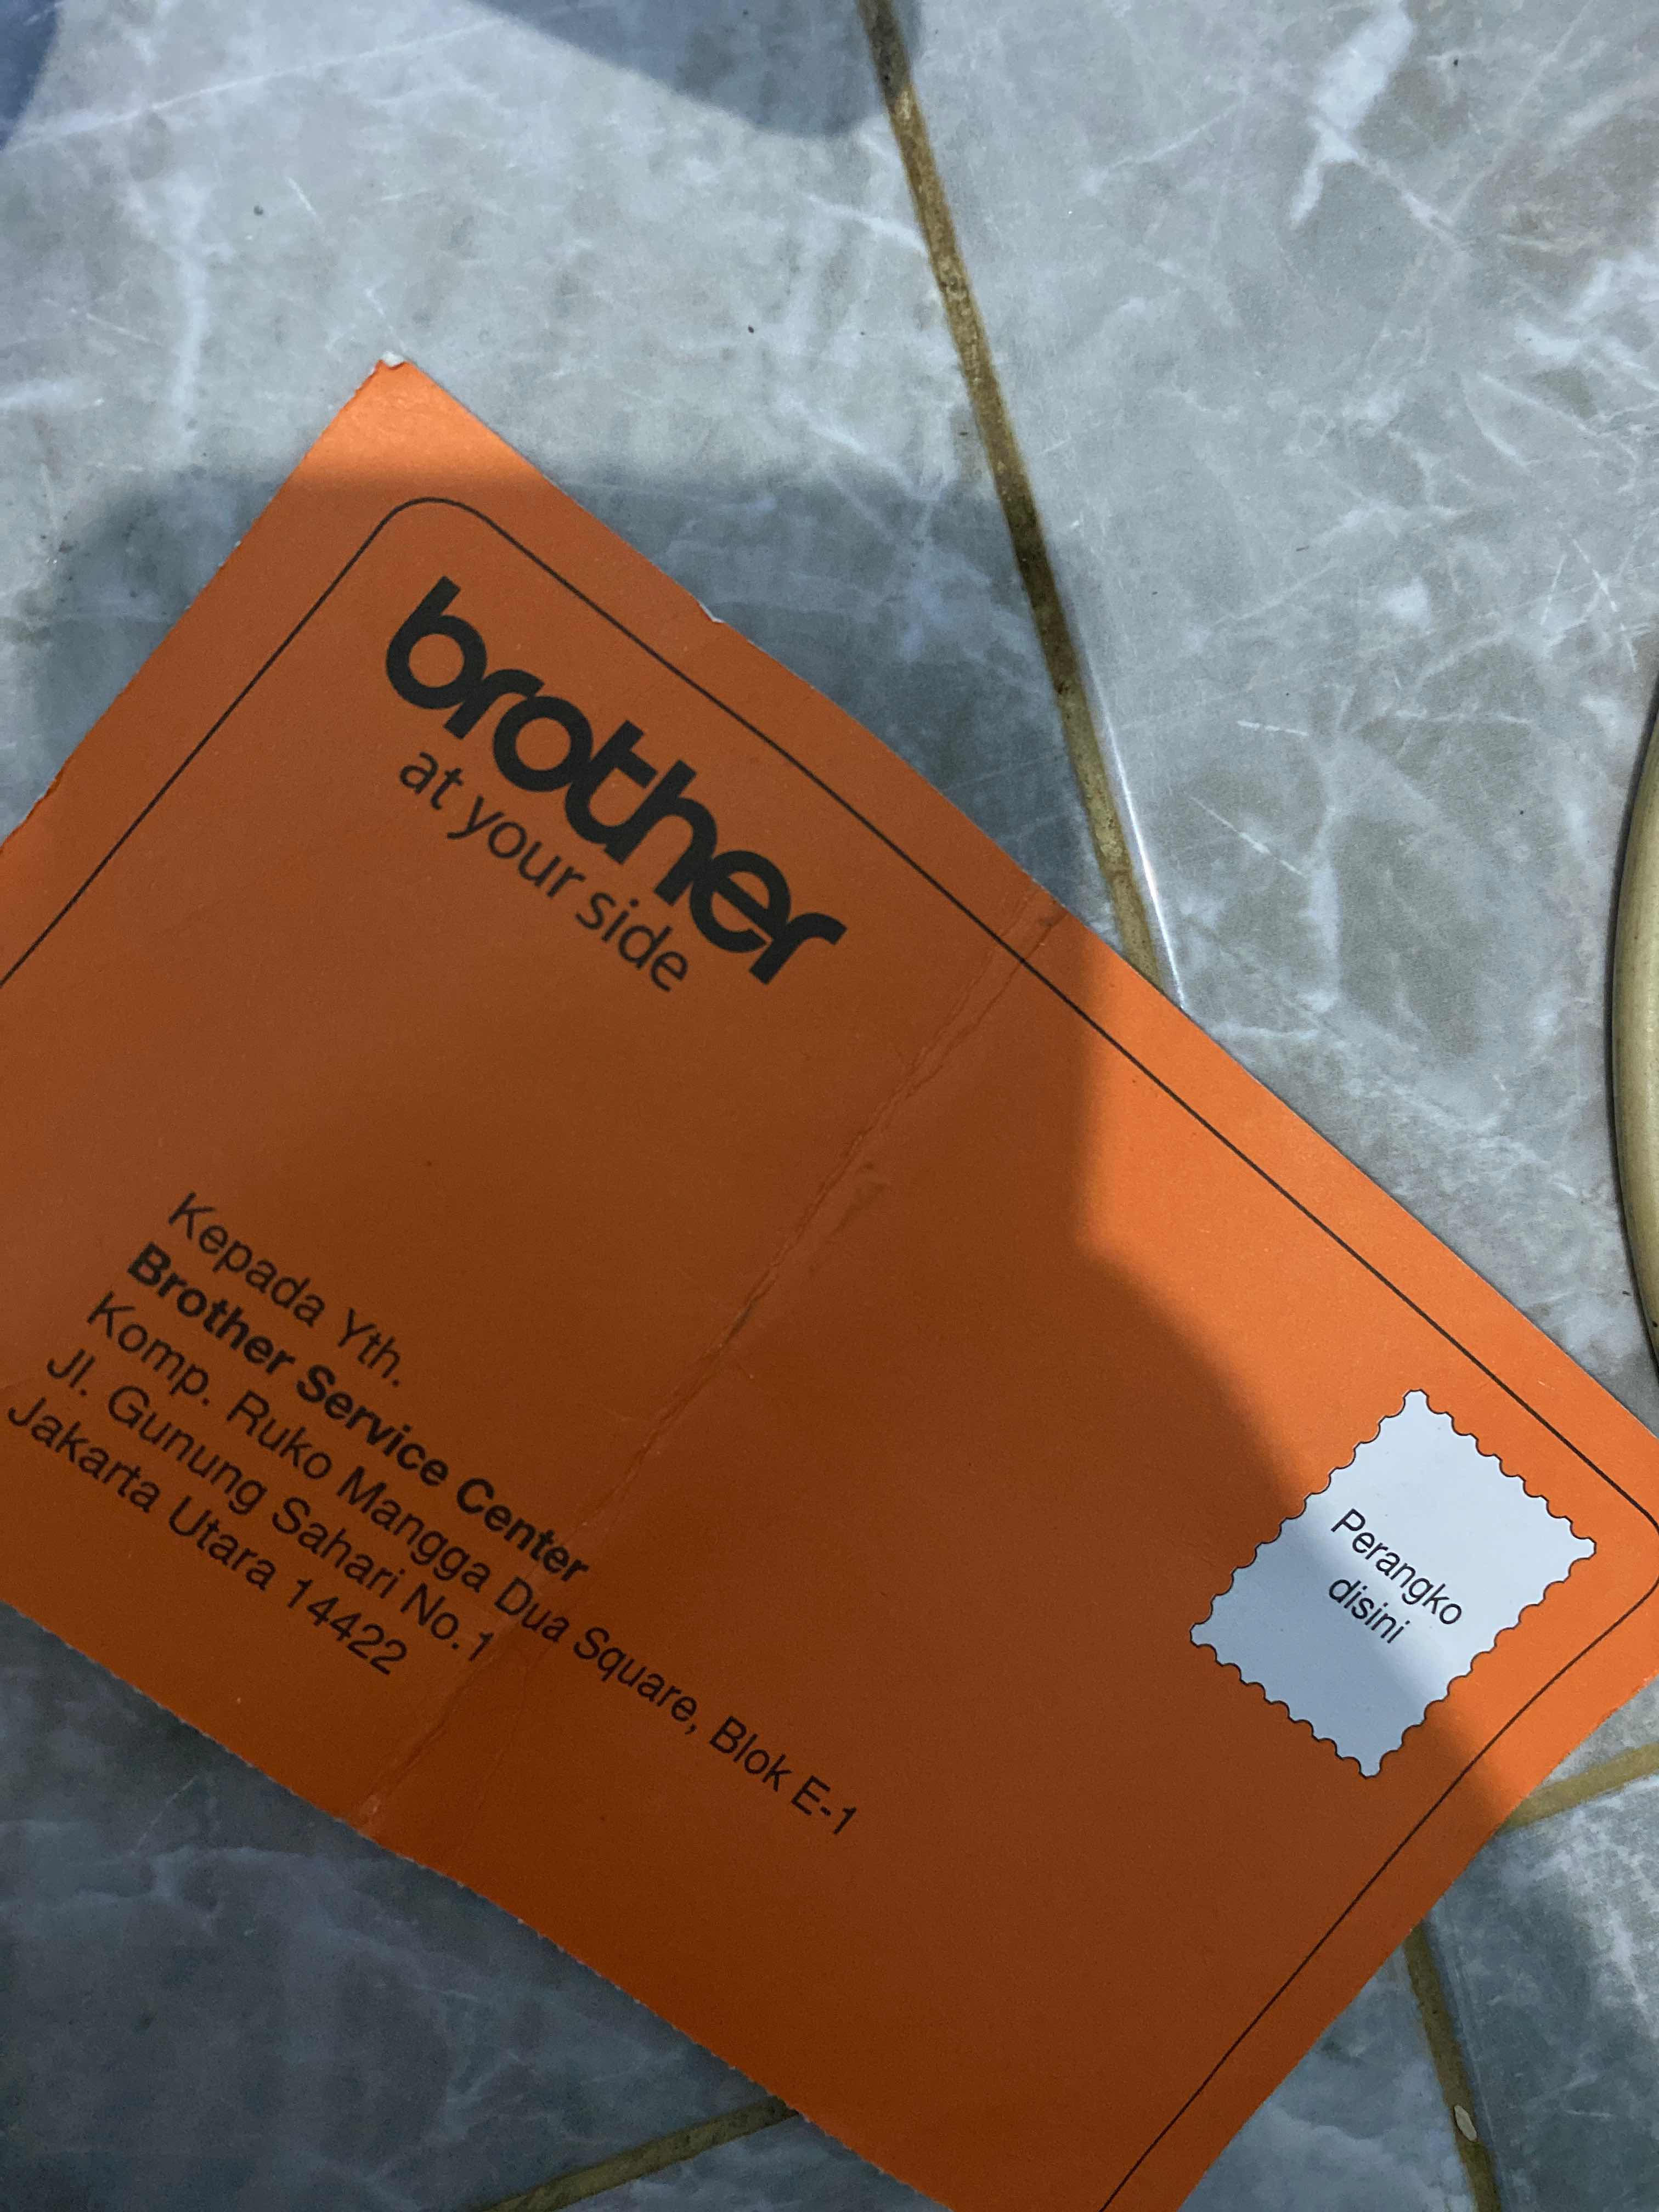 brother
at your side
Perangko
disini
Kepada Yth.
Brother Service Center
Komp. Ruko Mangga Dua Square, Blok E-1
Jl. Gunung Sahari No. 1
Jakarta Utara 14422